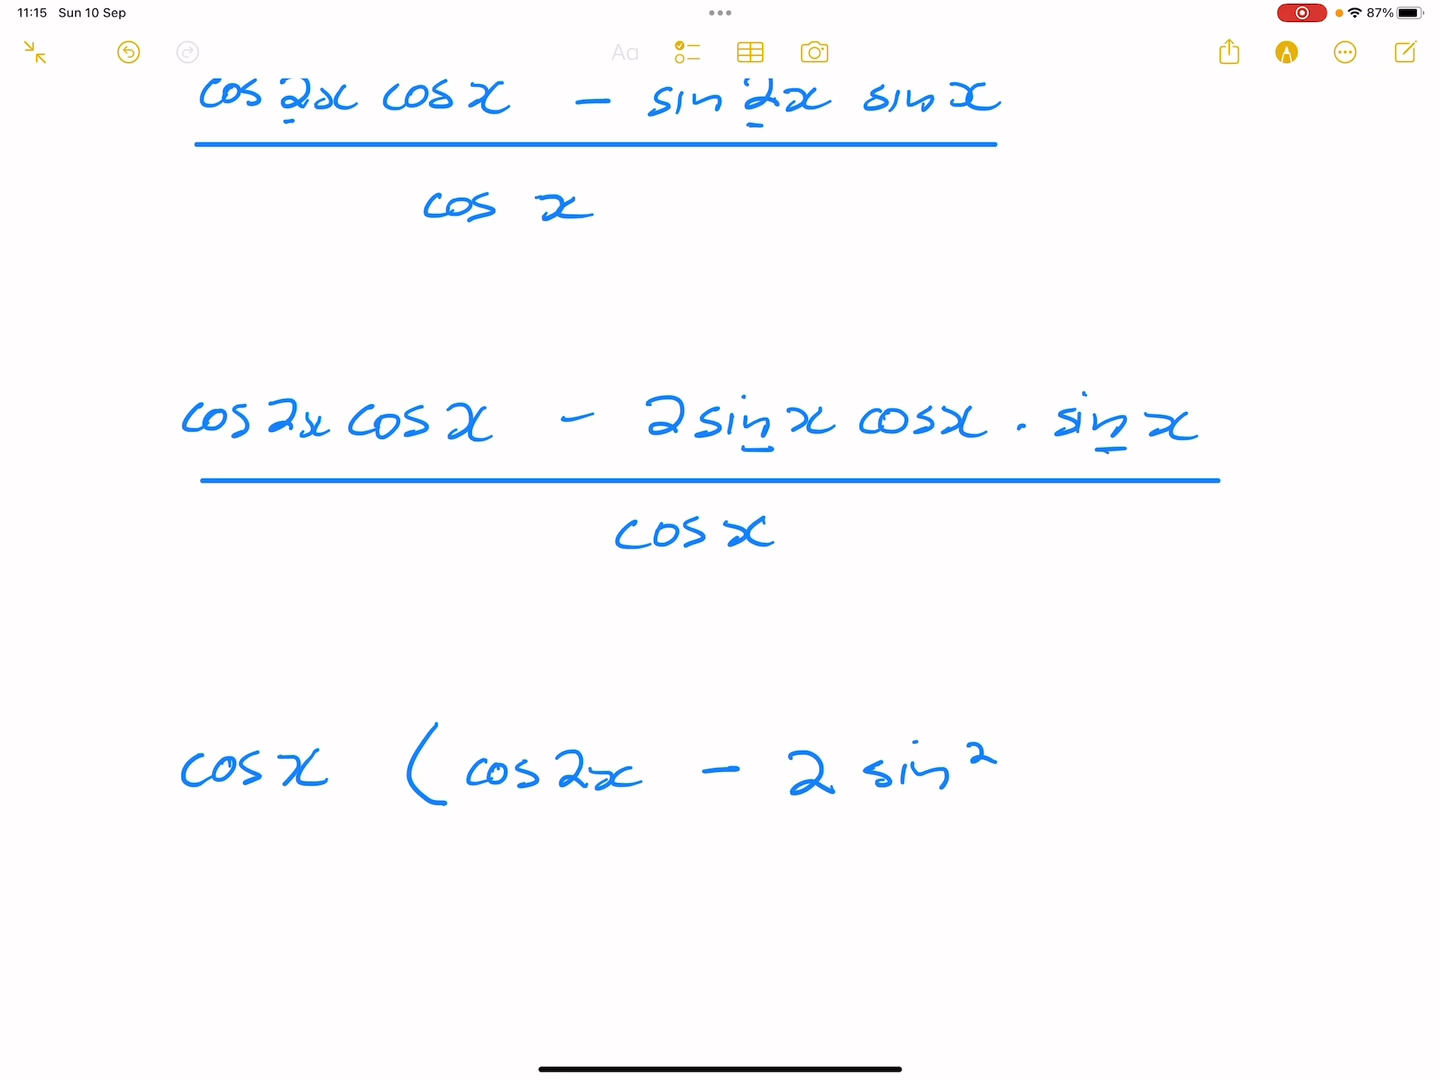 11:15 Sun 10 Sep
87%
Aa
cos 2x cos x - sin 2x sin x
cos x
cos 2x cos x - 2 sin x cos x . sin x
cos x
cos x ( cos 2x - 2 sin²